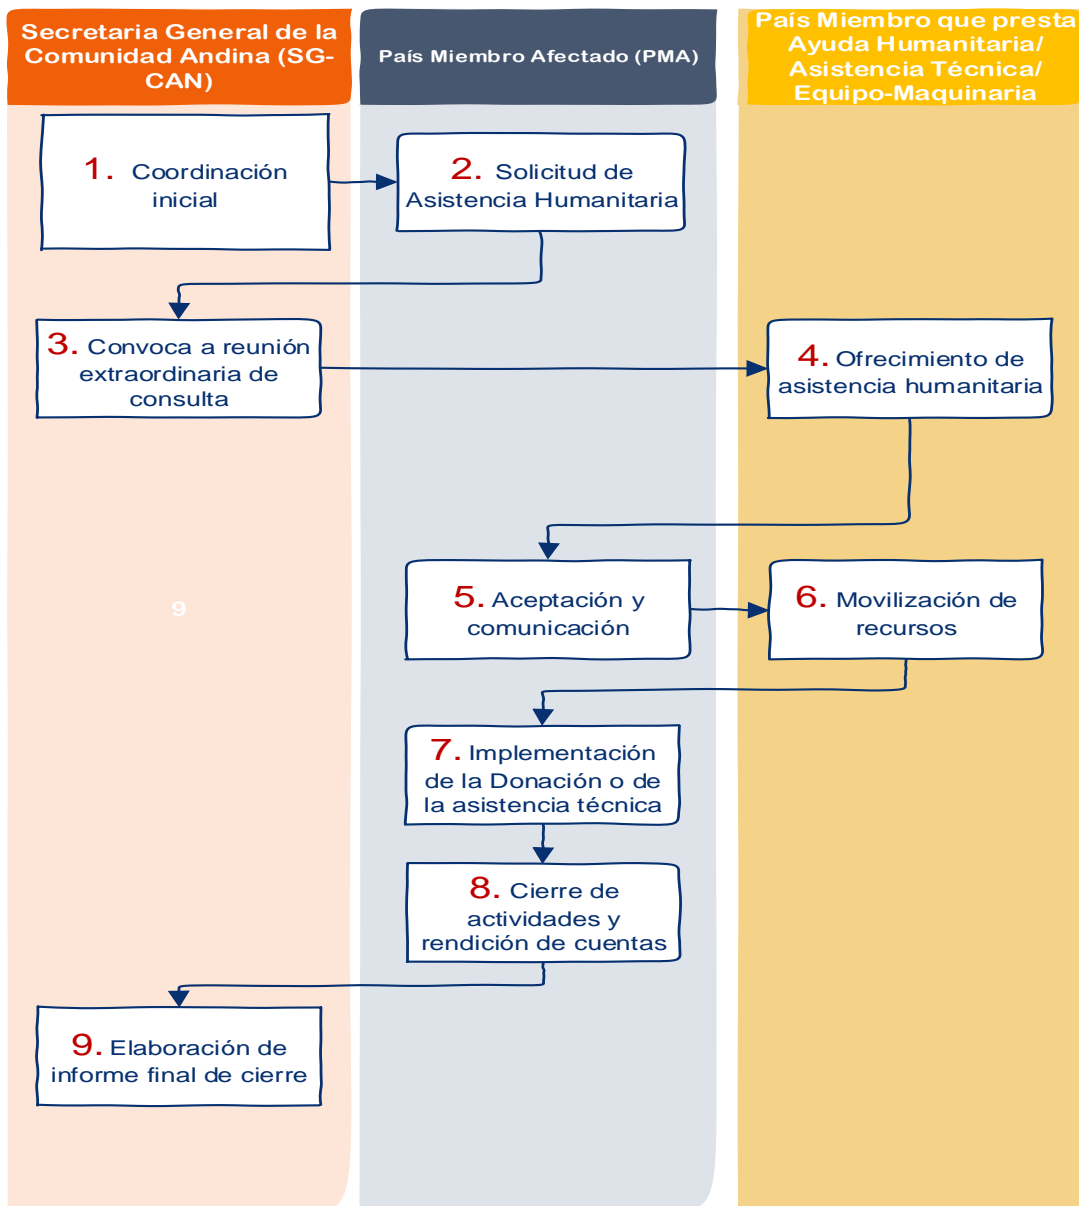 Secretaria General de la
Comunidad Andina (SG-
CAN)
País Miembro Afectado (PMA)
País Miembro que presta
Ayuda Humanitaria/
Asistencia Técnica/
Equipo-Maquinaria
1. Coordinación
inicial
2. Solicitud de
Asistencia Humanitaria
3. Convoca a reunión
extraordinaria de
consulta
4. Ofrecimiento de
asistencia humanitaria
9
5. Aceptación y
comunicación
6. Movilización de
recursos
7. Implementación
de la Donación o de
la asistencia técnica
8. Cierre de
actividades y
rendición de cuentas
9. Elaboración de
informe final de cierre